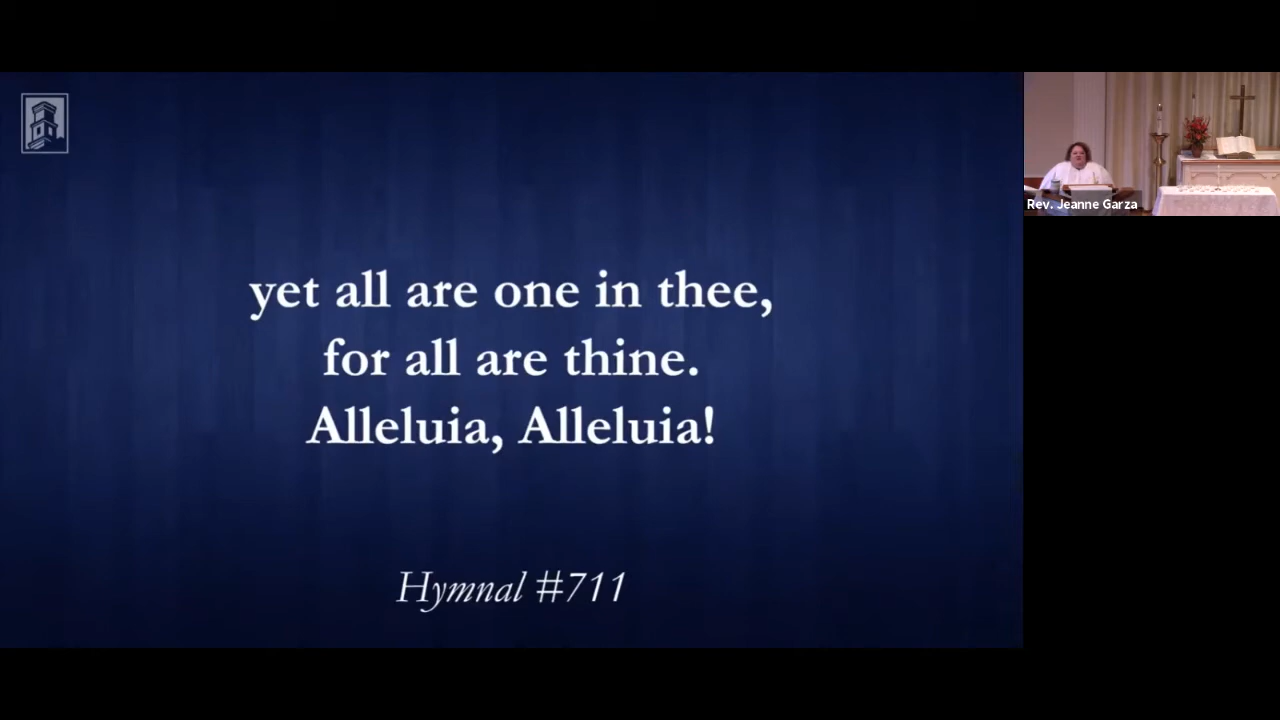 yet all are one in thee,
for all are thine.
Alleluia, Alleluia!
Hymnal #711
Rev. Jeanne Garza